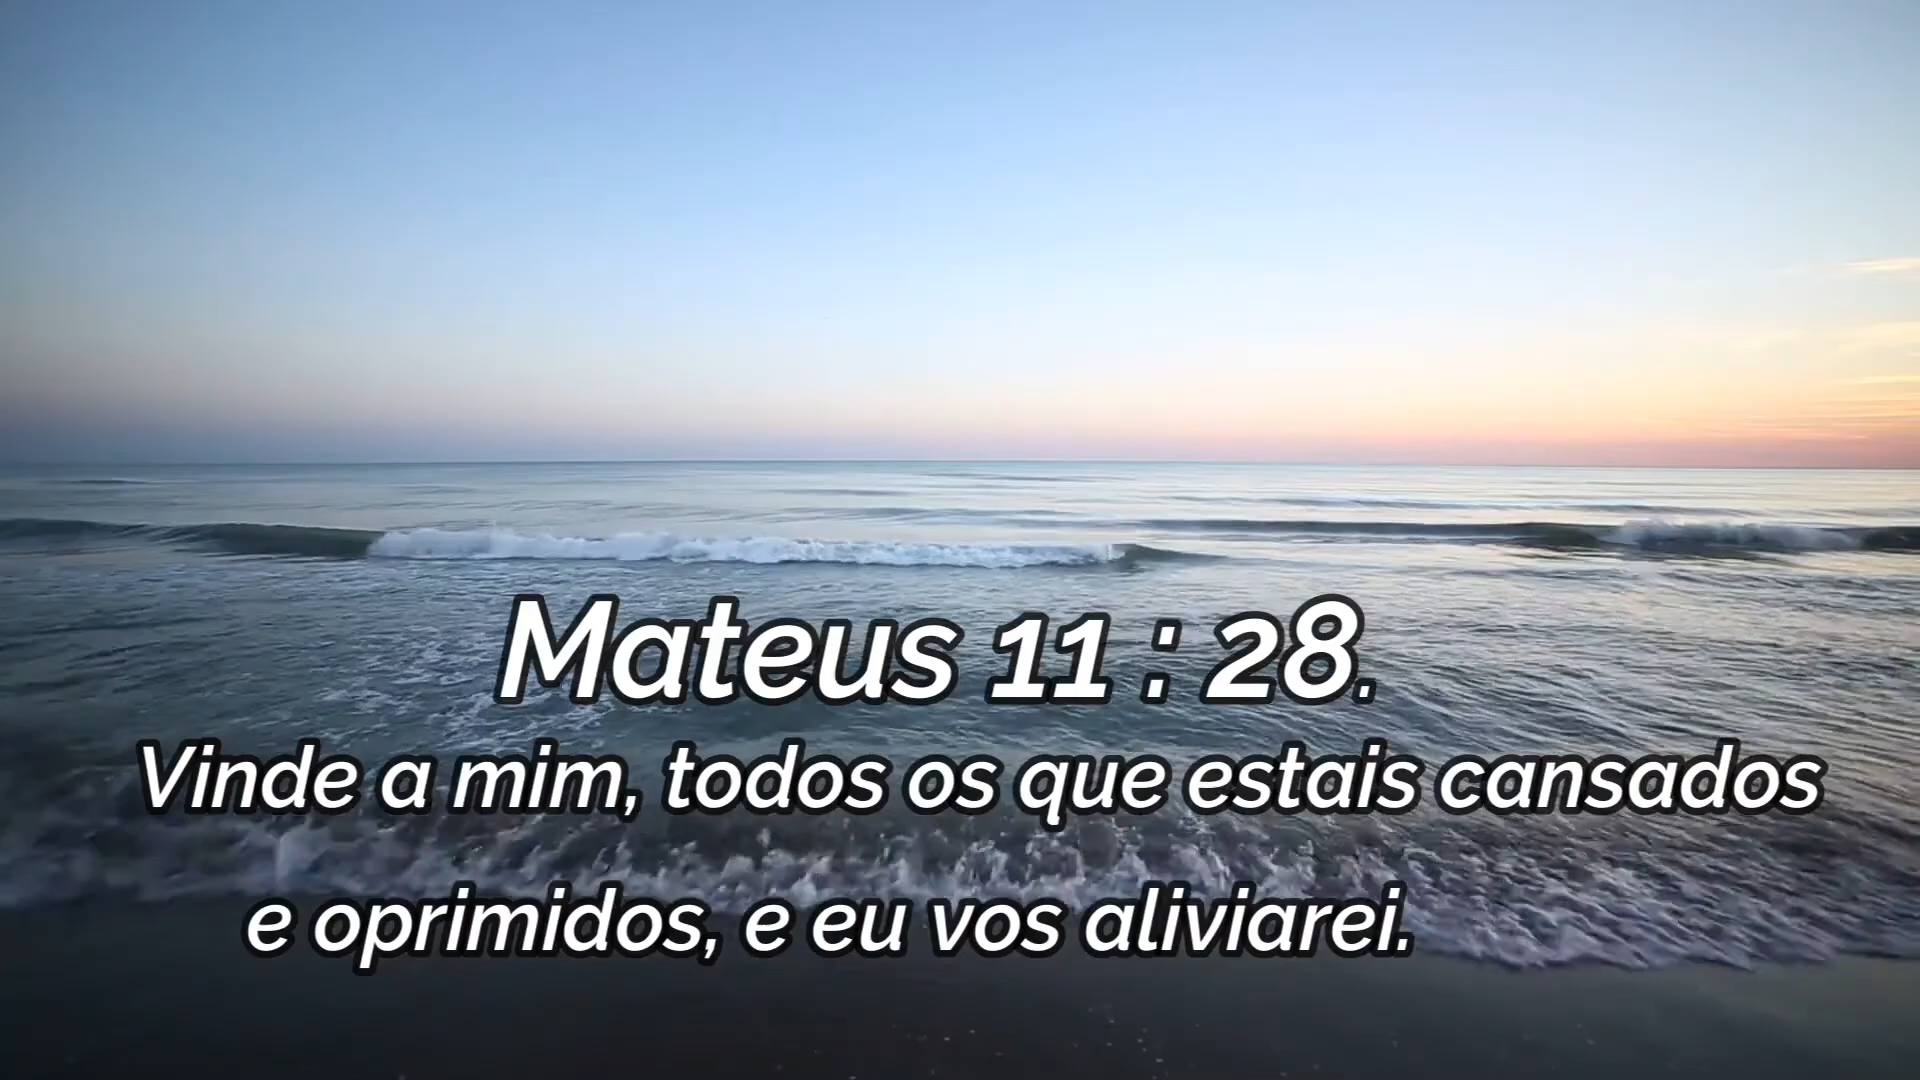 Mateus 11 : 28.
Vinde a mim, todos os que estais cansados
e oprimidos, e eu vos aliviarei.